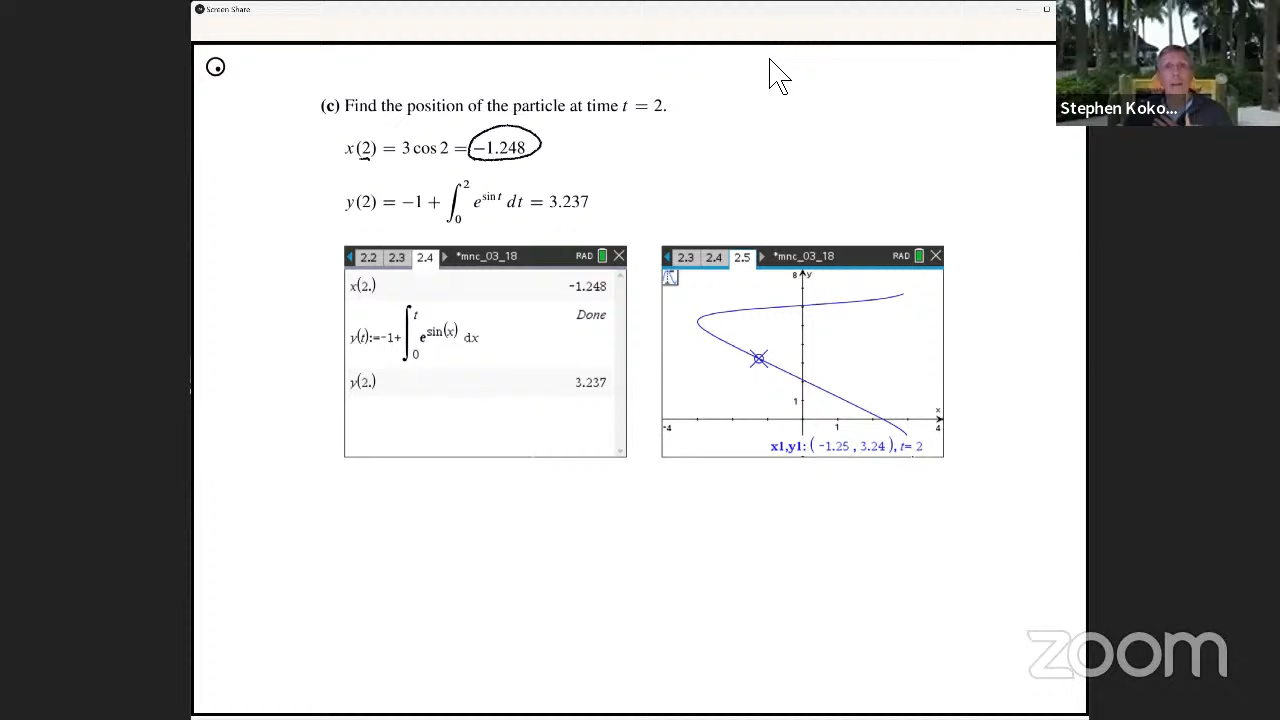 Screen Share
Stephen Koko...
(c) Find the position of the particle at time t = 2.
x(2) = 3 cos 2 = −1.248
y(2) = −1 + ∫₀² e^{sin t} dt = 3.237
2.2 2.3 2.4 *mnc_03_18 RAD
x(2.) -1.248
Done
y(t):=-1+∫₀ᵗ e^{sin(x)} dx
y(2.) 3.237
2.3 2.4 2.5 *mnc_03_18 RAD
8 y
1
x
-4 1 4
x1,y1: ( -1.25 , 3.24 ), t= 2
zoom